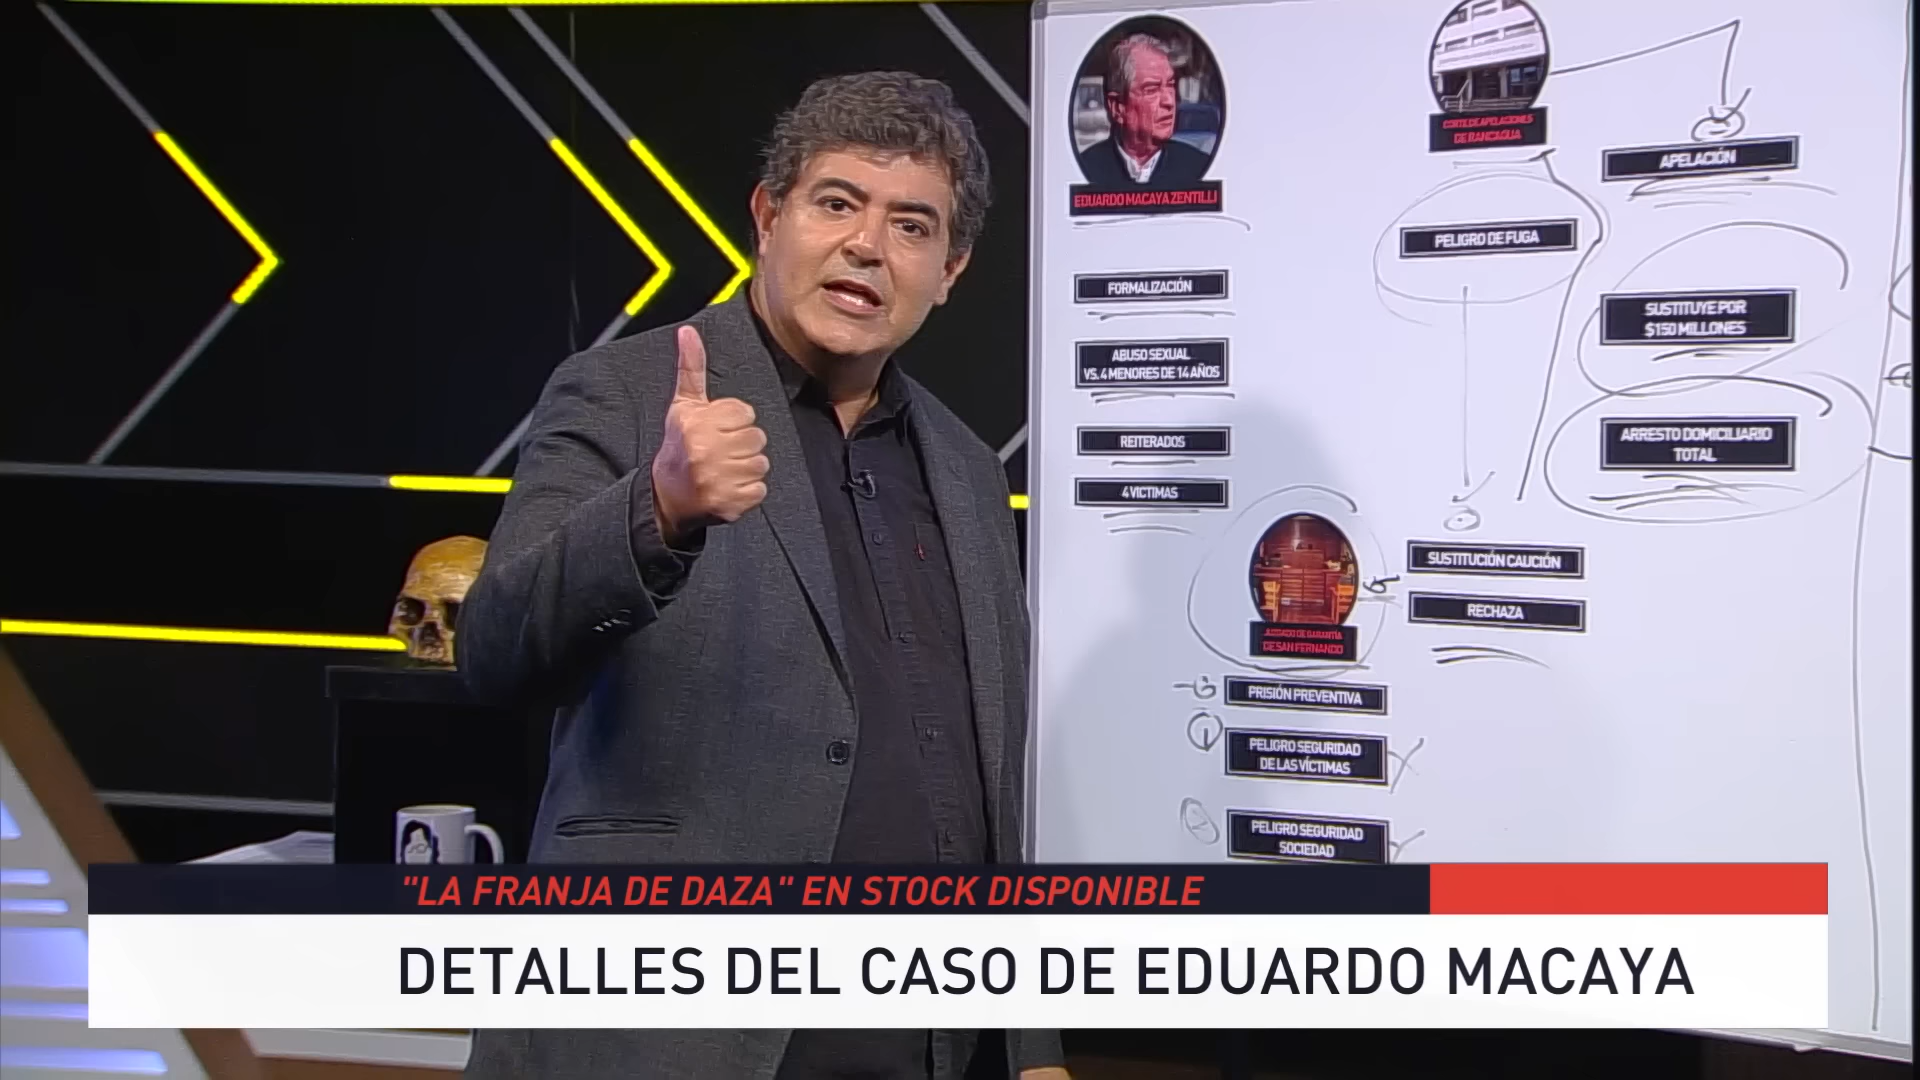 EDUARDO MACAYA ZENTILLI
FORMALIZACIÓN
ABUSO SEXUAL
VS. 4 MENORES DE 14 AÑOS
REITERADOS
4 VICTIMAS
CORTE DE APELACIONES
DE RANCAGUA
PELIGRO DE FUGA
APELACIÓN
SUSTITUYE POR
$150 MILLONES
ARRESTO DOMICILIARIO
TOTAL
JUZGADO DE GARANTÍA
DE SAN FERNANDO
SUSTITUCIÓN CAUCIÓN
RECHAZA
PRISIÓN PREVENTIVA
PELIGRO SEGURIDAD
DE LAS VÍCTIMAS
PELIGRO SEGURIDAD
SOCIEDAD
"LA FRANJA DE DAZA" EN STOCK DISPONIBLE
DETALLES DEL CASO DE EDUARDO MACAYA